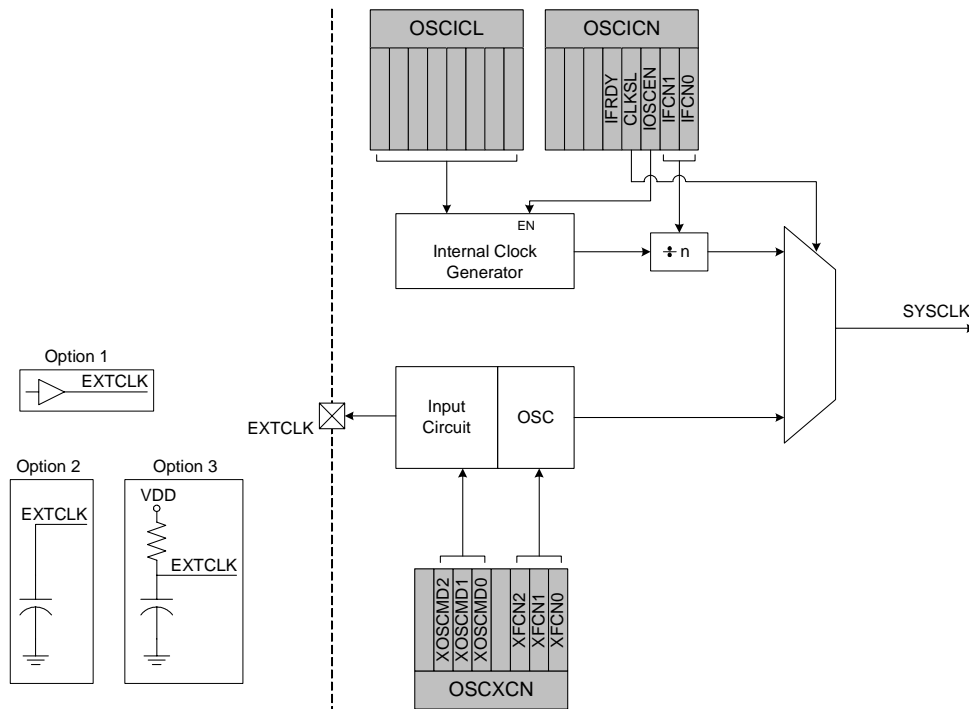 OSCICL
OSCICN
IFRDY
CLKSL
IOSCEN
IFCN1
IFCN0
EN
Internal Clock
Generator
÷ n
SYSCLK
Option 1
EXTCLK
EXTCLK
Input
Circuit
OSC
Option 2
EXTCLK
Option 3
VDD
EXTCLK
XOSCMD2
XOSCMD1
XOSCMD0
XFCN2
XFCN1
XFCN0
OSCXCN